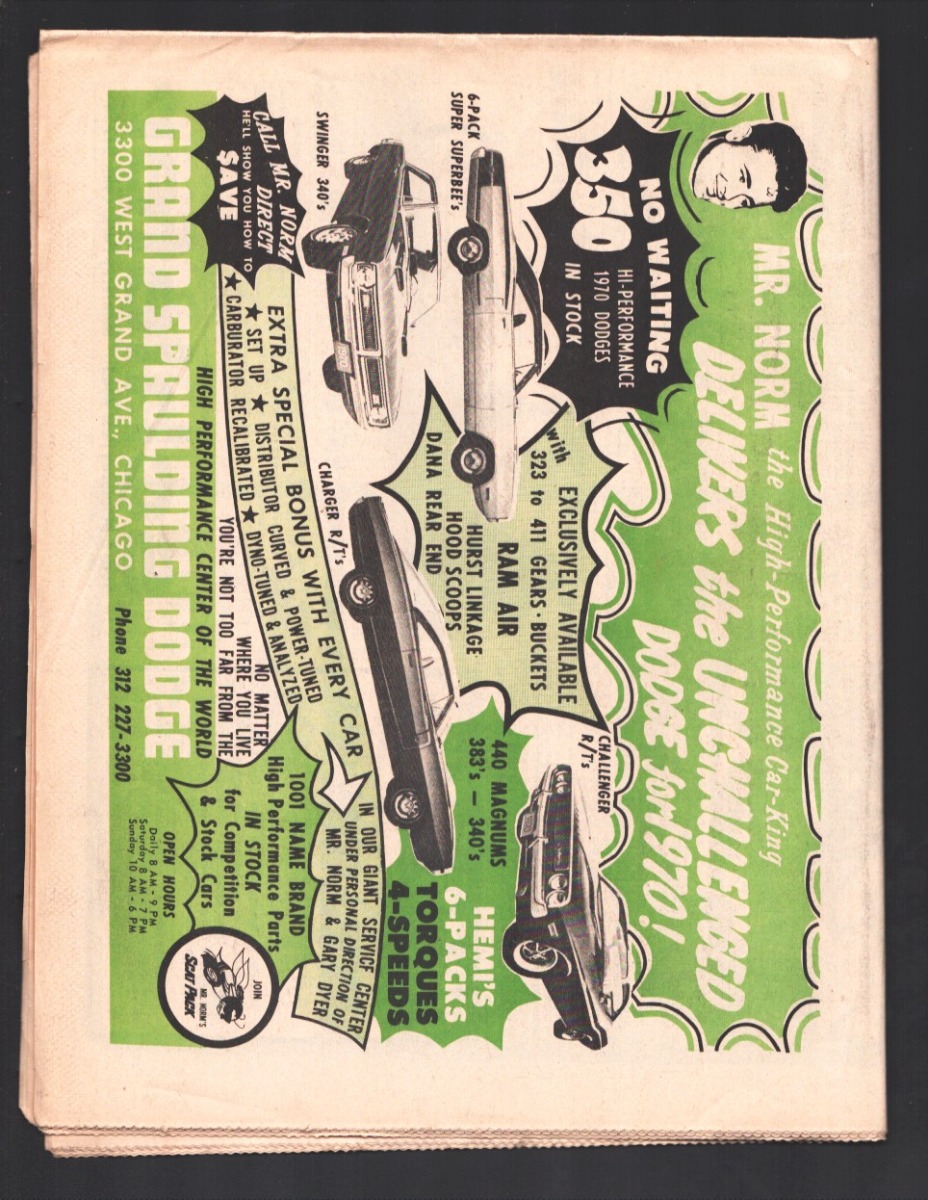 MR. NORM the High-Performance Car-King
DELIVERS the UNCHALLENGED
DODGE for 1970!
NO WAITING
350
HI-PERFORMANCE
1970 DODGES
IN STOCK
6-PACK
SUPER SUPERBEE's
EXCLUSIVELY AVAILABLE
with 323 to 411 GEARS · BUCKETS
RAM AIR
HURST LINKAGE
HOOD SCOOPS
DANA REAR END
CHALLENGER
R/T's
SWINGER 340's
CHARGER R/T's
440 MAGNUMS
383's — 340's
HEMI'S
6-PACKS
TORQUES
4-SPEEDS
CALL MR. NORM
DIRECT
HE'LL SHOW YOU HOW TO
$AVE
EXTRA SPECIAL BONUS WITH EVERY CAR
★ SET UP ★ DISTRIBUTOR CURVED & POWER-TUNED
★ CARBURATOR RECALIBRATED ★ DYNO-TUNED & ANALYZED
IN OUR GIANT SERVICE CENTER
UNDER PERSONAL DIRECTION OF
MR. NORM & GARY DYER
NO MATTER
WHERE YOU LIVE
YOU'RE NOT TOO FAR FROM THE
HIGH PERFORMANCE CENTER OF THE WORLD
1001 NAME BRAND
High Performance Parts
IN STOCK
for Competition
& Stock Cars
GRAND SPAULDING DODGE
3300 WEST GRAND AVE., CHICAGO Phone 312 227-3300
OPEN HOURS
Daily 8 AM - 9 PM
Saturday 8 AM - 7 PM
Sunday 10 AM - 6 PM
JOIN
MR. NORM'S
SCAT PACK